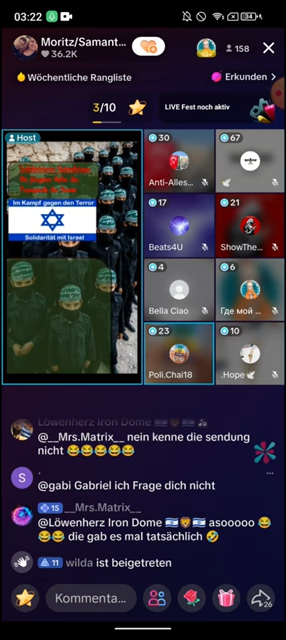 03:22
34
Moritz/Samant...
36.2K
158
Wöchentliche Rangliste
Erkunden >
3/10
LIVE Fest noch aktiv
Host
30
67
Im Kampf gegen den Terror
Solidarität mit Israel
Anti-Alles...
17
21
Beats4U
ShowThe...
4
6
Bella Ciao
Где мой ...
23
10
Poli.Chai18
.Hope
Löwenherz Iron Dome
@__Mrs.Matrix__ nein kenne die sendung
nicht 😂😂😂😂😂
S
.
...
@gabi Gabriel ich Frage dich nicht
15 __Mrs.Matrix__
@Löwenherz Iron Dome 🇮🇱🦁🇮🇱 asooooo 😂
😂😂 die gab es mal tatsächlich 🤣
11 wilda ist beigetreten
Kommenta...
26